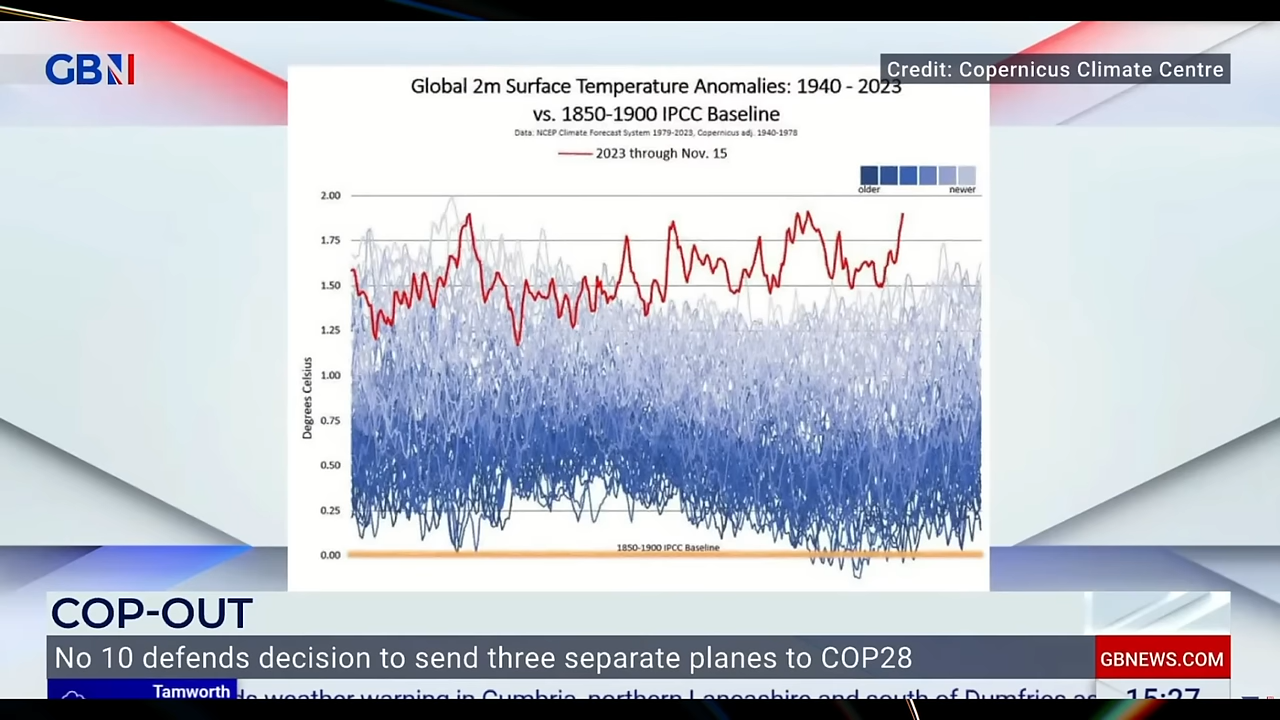 GBN
Credit: Copernicus Climate Centre
Global 2m Surface Temperature Anomalies: 1940 - 2023
vs. 1850-1900 IPCC Baseline
Data: NCEP Climate Forecast System 1979-2023, Copernicus adj. 1940-1978
2023 through Nov. 15
older
newer
2.00
1.75
1.50
1.25
1.00
0.75
0.50
0.25
0.00
Degrees Celsius
1850-1900 IPCC Baseline
COP-OUT
No 10 defends decision to send three separate planes to COP28
GBNEWS.COM
Tamworth
weather warning in Cumbria, northern Lancashire and south of Dumfries
15:27